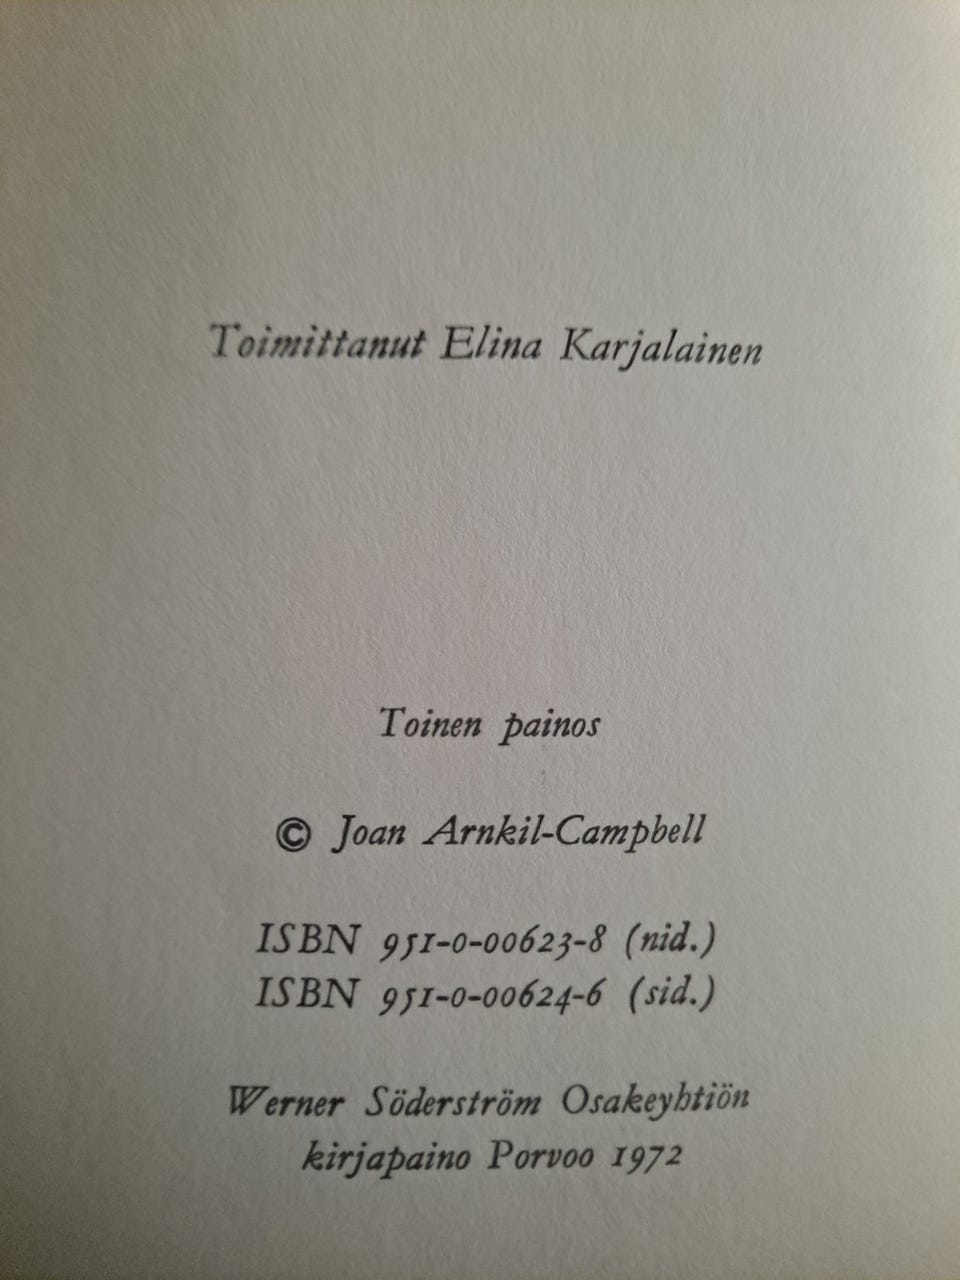 Toimittanut Elina Karjalainen
Toinen painos
© Joan Arnkil-Campbell
ISBN 951-0-00623-8 (nid.)
ISBN 951-0-00624-6 (sid.)
Werner Söderström Osakeyhtiön
kirjapaino Porvoo 1972